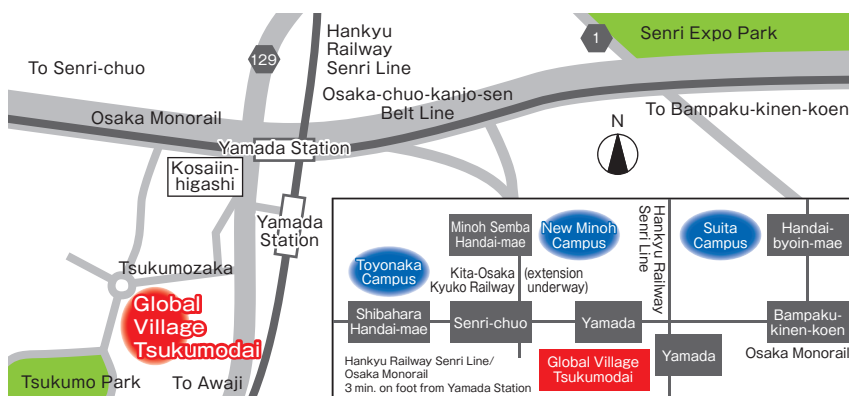 Hankyu
Railway
Senri Line
129
1
Senri Expo Park
To Senri-chuo
Osaka-chuo-kanjo-sen
Belt Line
To Bampaku-kinen-koen
Osaka Monorail
Yamada Station
N
Kosaiin-
higashi
Yamada
Station
Tsukumozaka
Global
Village
Tsukumodai
Tsukumo Park
To Awaji
Minoh Semba
Handai-mae
New Minoh
Campus
Hankyu Railway
Senri Line
Suita
Campus
Handai-
byoin-mae
Toyonaka
Campus
Kita-Osaka
Kyuko Railway
(extension
underway)
Shibahara
Handai-mae
Senri-chuo
Yamada
Bampaku-
kinen-koen
Osaka Monorail
Yamada
Global Village
Tsukumodai
Hankyu Railway Senri Line/
Osaka Monorail
3 min. on foot from Yamada Station